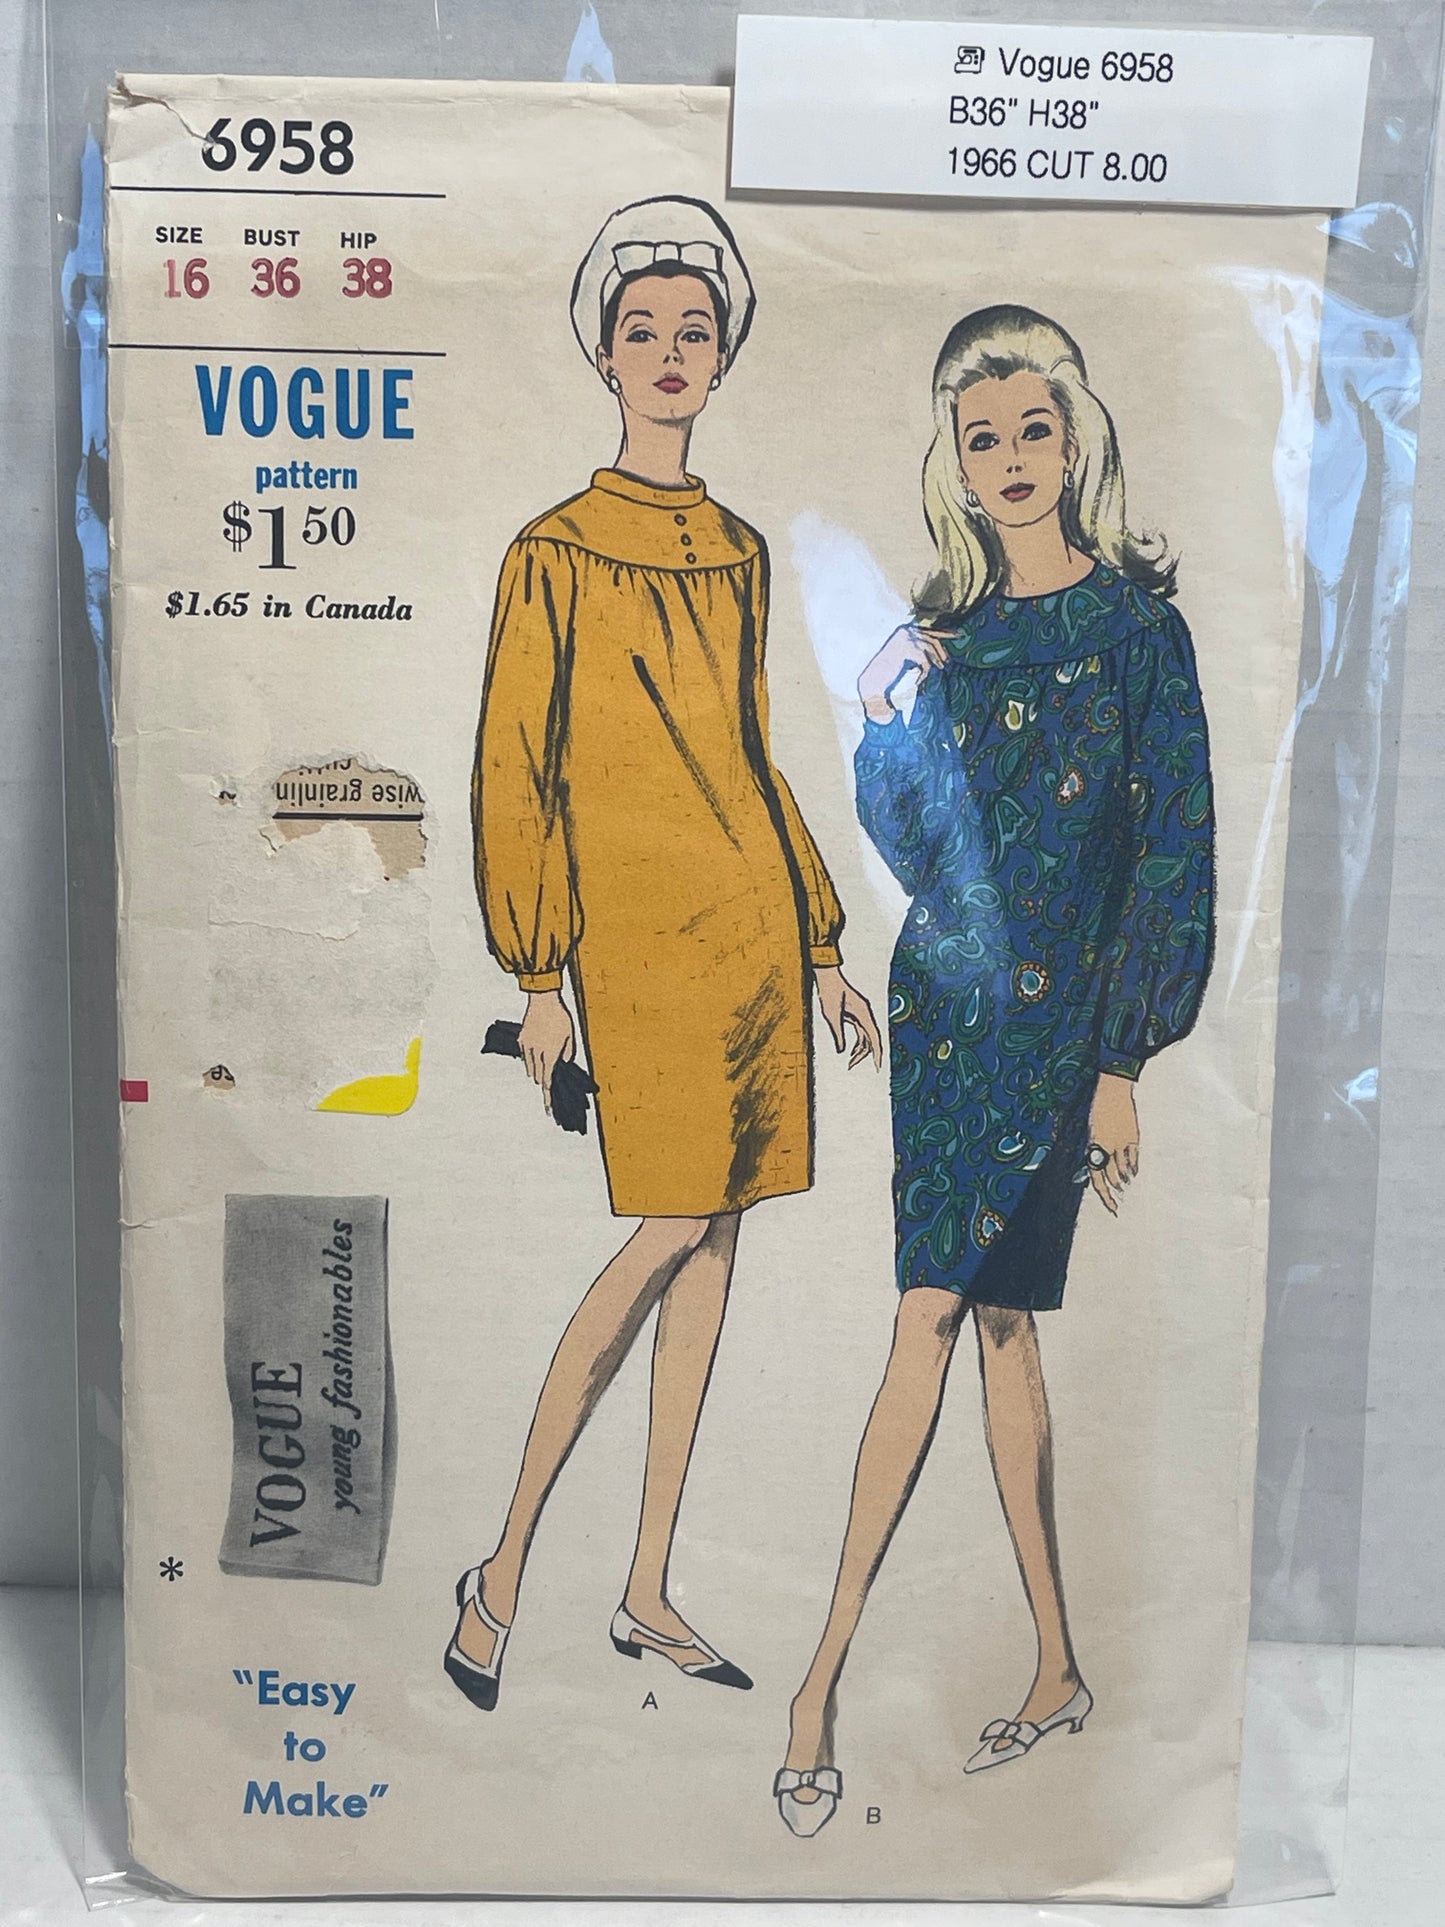 Vogue 6958
B36" H38"
1966 CUT 8.00
6958
SIZE BUST HIP
16 36 38
VOGUE
pattern
$1.50
$1.65 in Canada
wise grainlin
VOGUE
young fashionables
*
"Easy
to
Make"
A
B